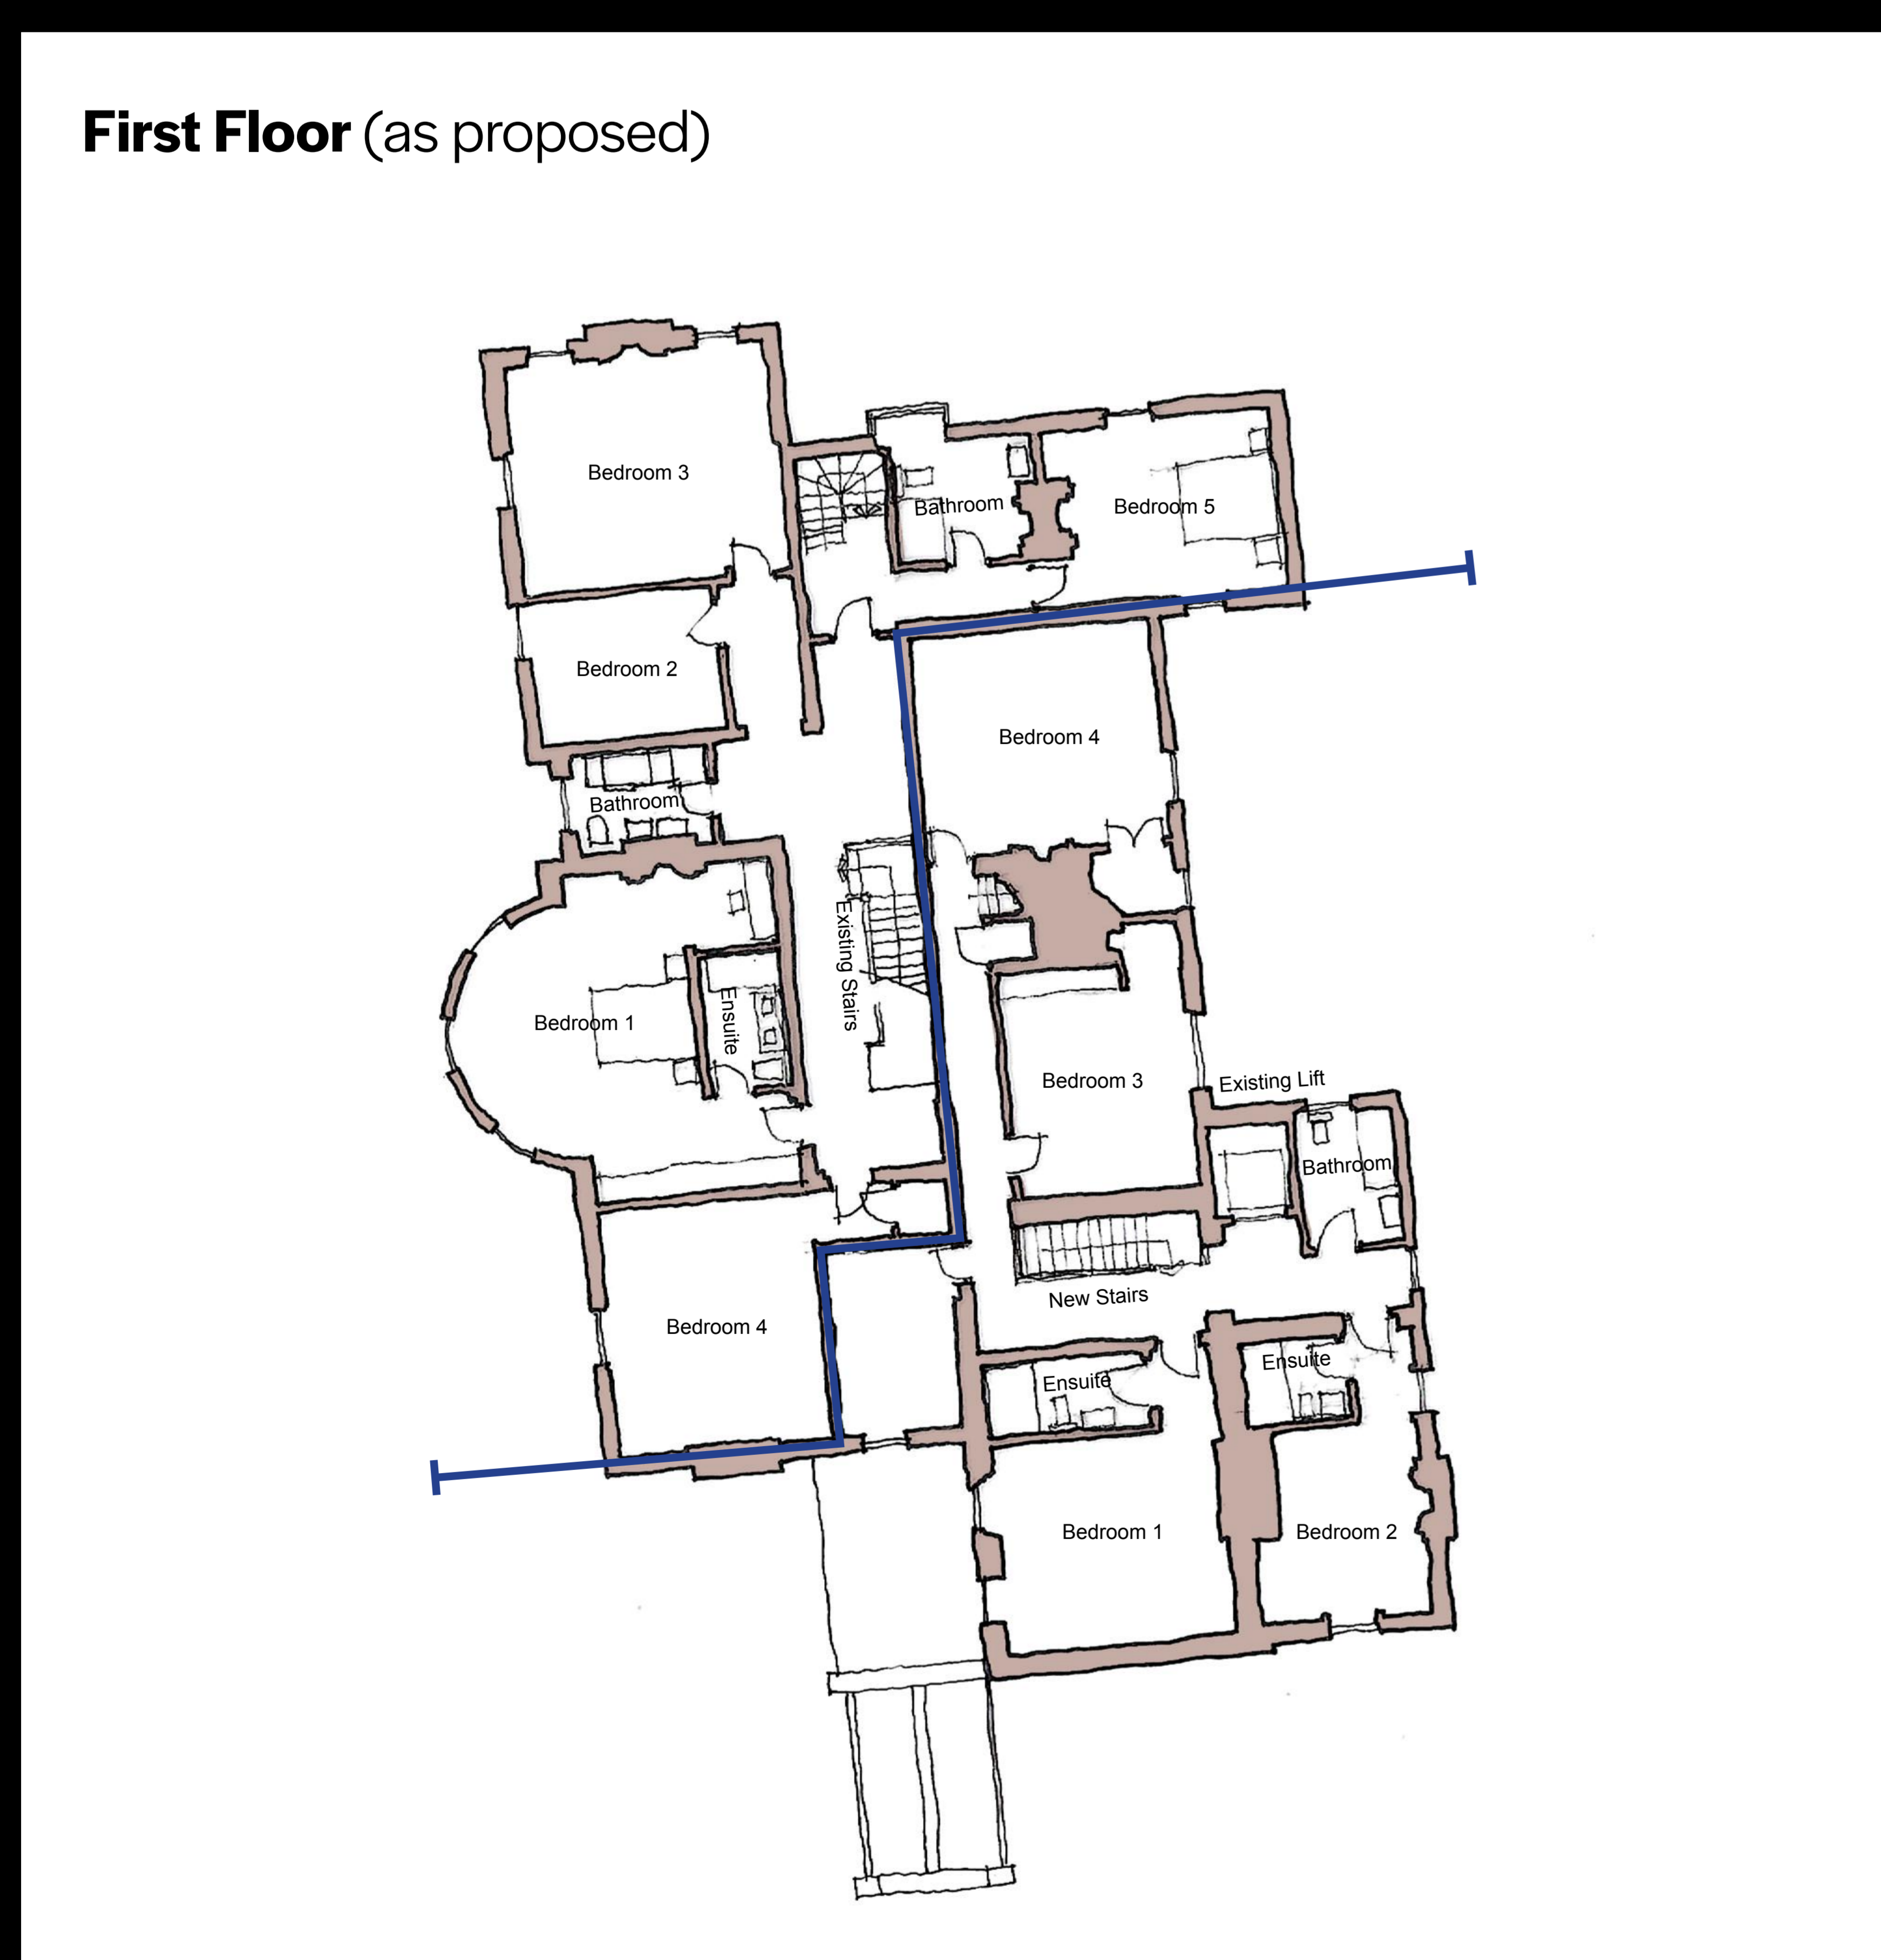 First Floor (as proposed)
Bedroom 3
Bathroom
Bedroom 5
Bedroom 2
Bedroom 4
Bathroom
Existing Stairs
Bedroom 1
Ensuite
Bedroom 3
Existing Lift
Bathroom
New Stairs
Bedroom 4
Ensuite
Ensuite
Bedroom 1
Bedroom 2